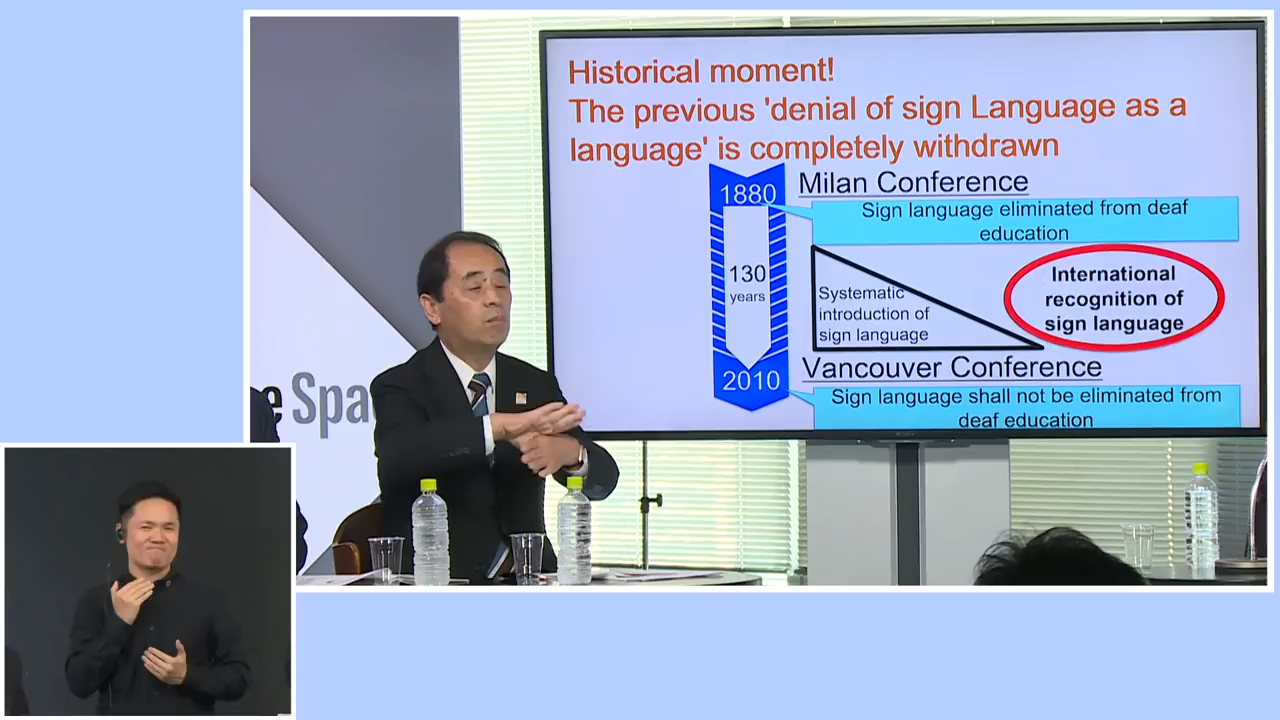 Historical moment!
The previous 'denial of sign Language as a
language' is completely withdrawn
1880
Milan Conference
Sign language eliminated from deaf
education
130
years
Systematic
introduction of
sign language
International
recognition of
sign language
2010
Vancouver Conference
Sign language shall not be eliminated from
deaf education
e Spa